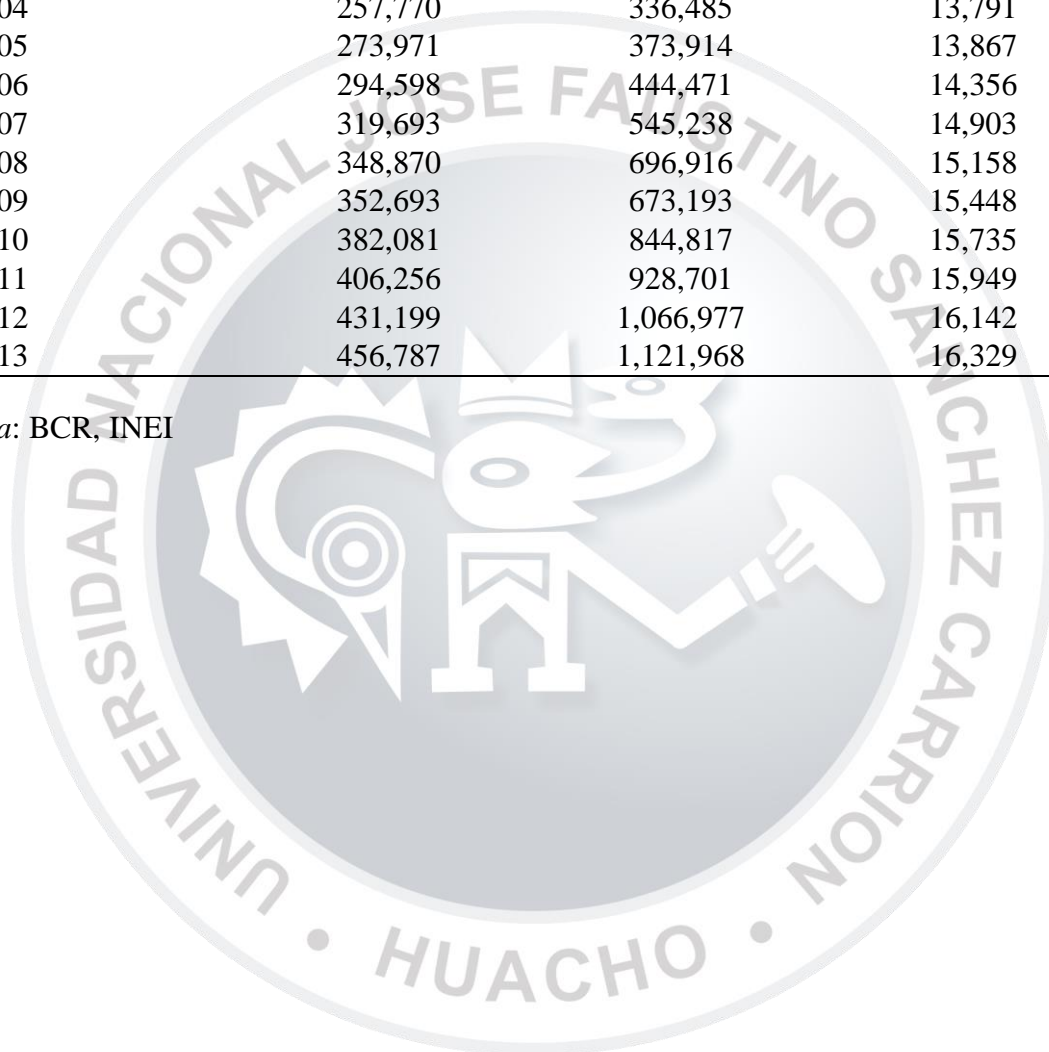 04 257,770 336,485 13,791
05 273,971 373,914 13,867
06 294,598 444,471 14,356
07 319,693 545,238 14,903
08 348,870 696,916 15,158
09 352,693 673,193 15,448
10 382,081 844,817 15,735
11 406,256 928,701 15,949
12 431,199 1,066,977 16,142
13 456,787 1,121,968 16,329
a: BCR, INEI
UNIVERSIDAD NACIONAL JOSE FAUSTINO SANCHEZ CARRION
• HUACHO •